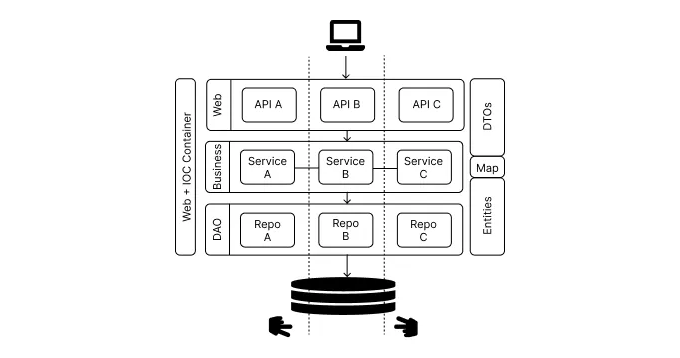 Web + IOC Container
Web
API A
API B
API C
Business
Service
A
Service
B
Service
C
DAO
Repo
A
Repo
B
Repo
C
DTOs
Map
Entities